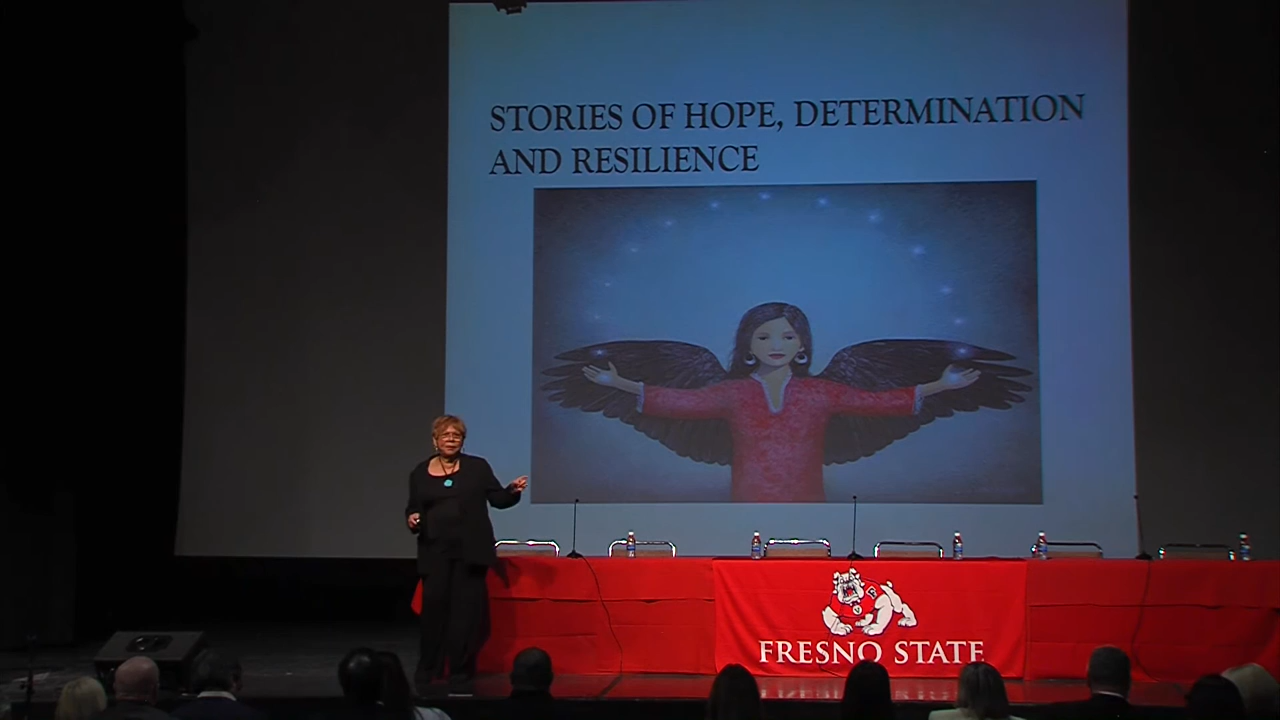 STORIES OF HOPE, DETERMINATION
AND RESILIENCE
FRESNO STATE